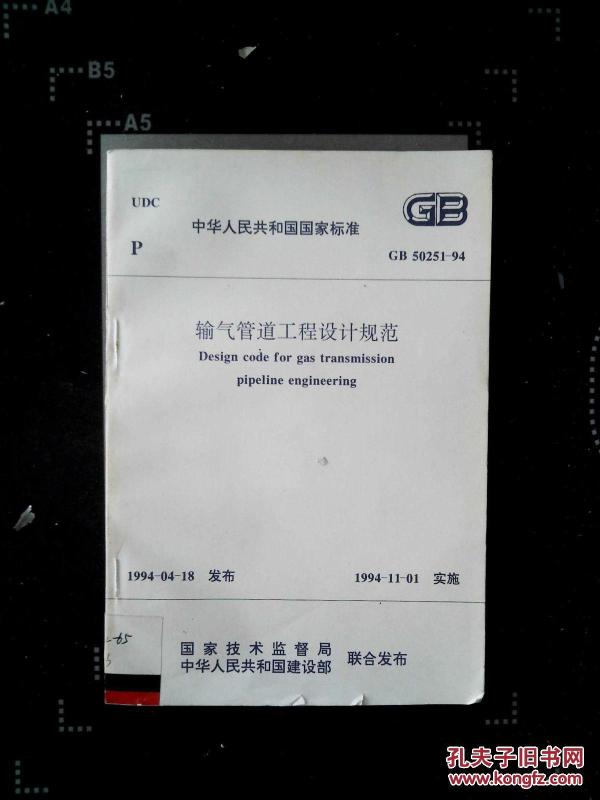 A4
B5
A5
UDC
P
中华人民共和国国家标准
GB
GB 50251-94
输气管道工程设计规范
Design code for gas transmission
pipeline engineering
1994-04-18 发布
1994-11-01 实施
国家技术监督局
中华人民共和国建设部
联合发布
-65
孔夫子旧书网
www.kongfz.com